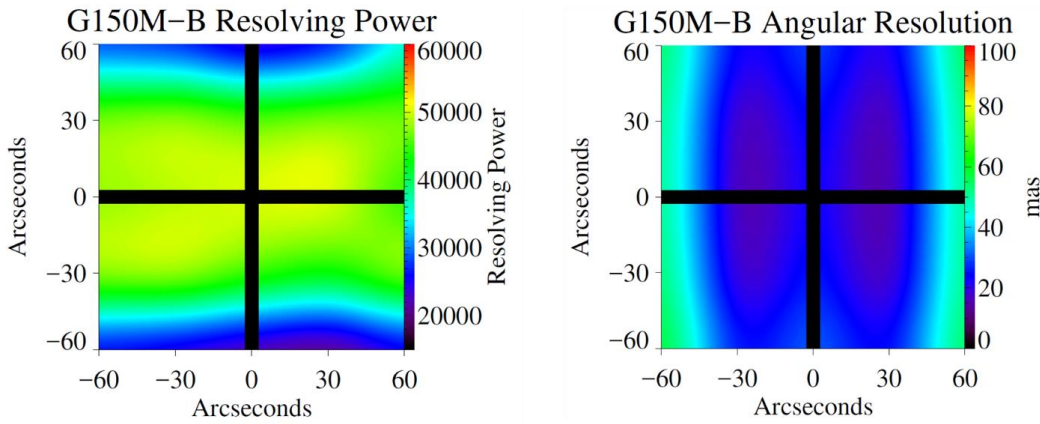 G150M−B Resolving Power
60
30
0
−30
−60
−60 −30 0 30 60
Arcseconds
Arcseconds
60000
50000
40000
30000
20000
Resolving Power
G150M−B Angular Resolution
60
30
0
−30
−60
−60 −30 0 30 60
Arcseconds
Arcseconds
100
80
60
40
20
0
mas